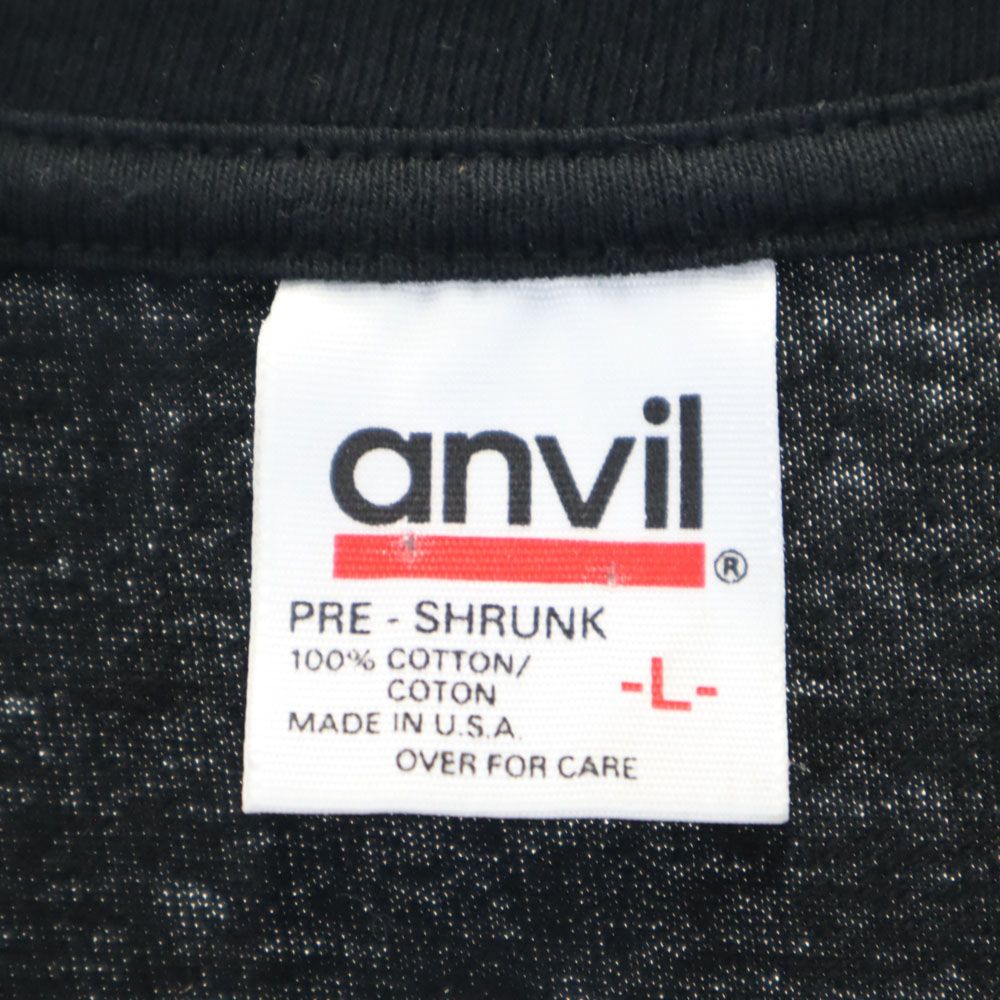 anvil
®
PRE - SHRUNK
100% COTTON/
COTON
-L-
MADE IN U.S.A.
OVER FOR CARE